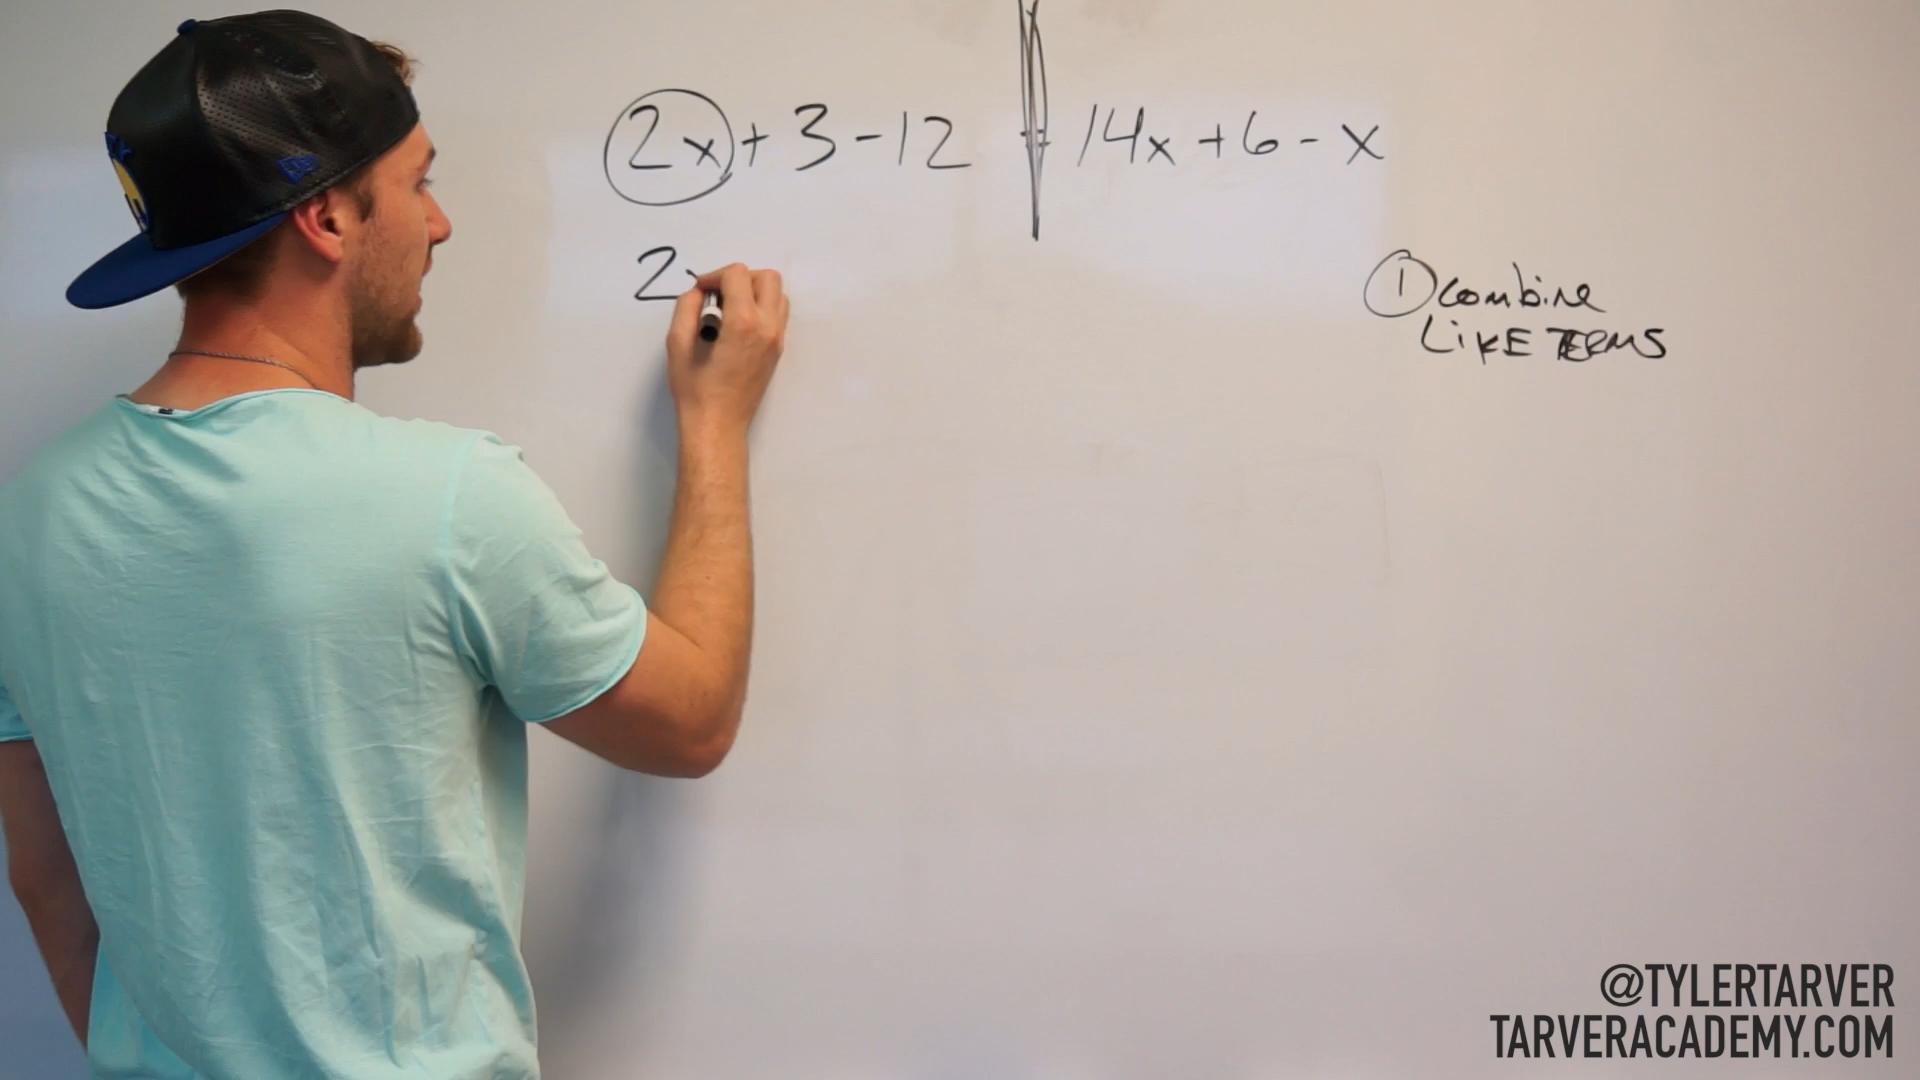 2x + 3 - 12 = 14x + 6 - x
2x
① combine
LIKE TERMS
@TYLERTARVER
TARVERACADEMY.COM